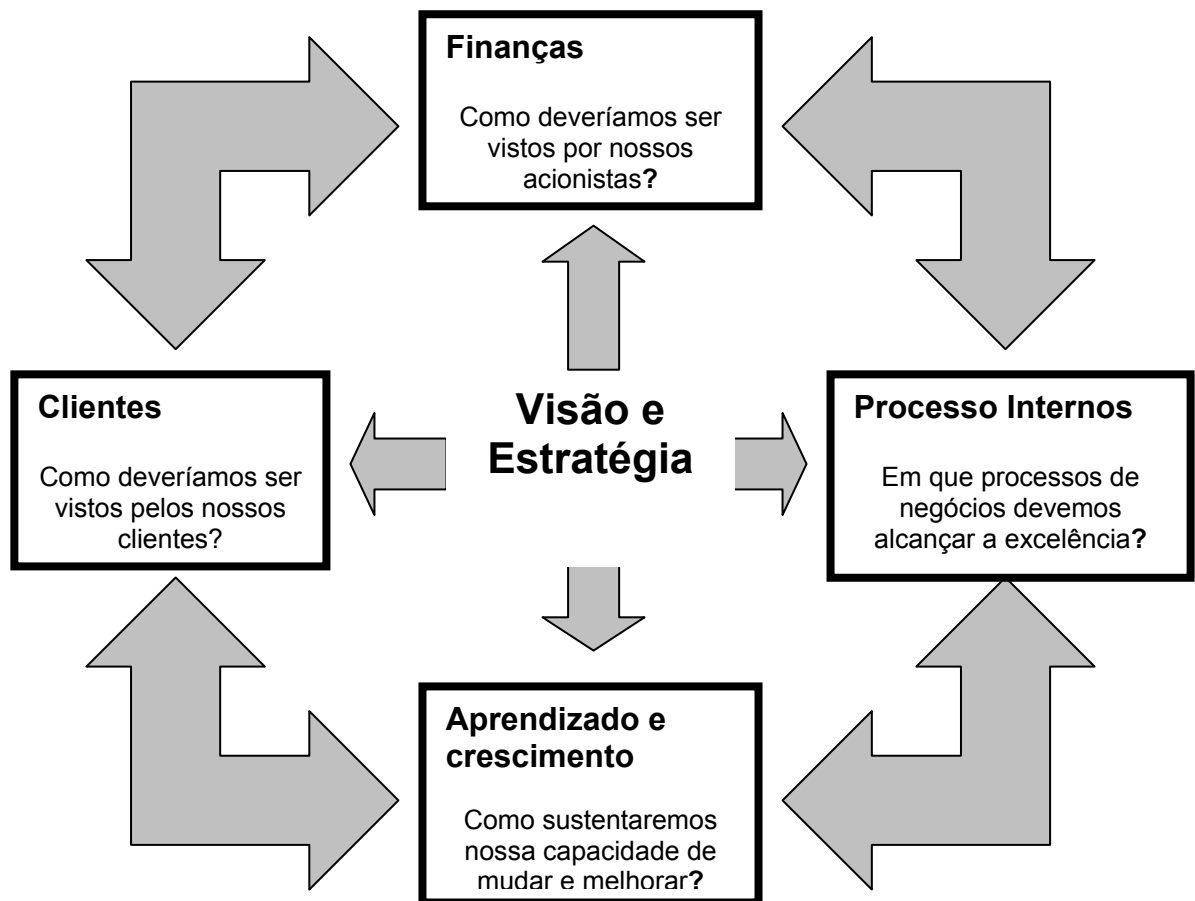 Finanças
Como deveríamos ser
vistos por nossos
acionistas?
Clientes
Como deveríamos ser
vistos pelos nossos
clientes?
Visão e
Estratégia
Processo Internos
Em que processos de
negócios devemos
alcançar a excelência?
Aprendizado e
crescimento
Como sustentaremos
nossa capacidade de
mudar e melhorar?